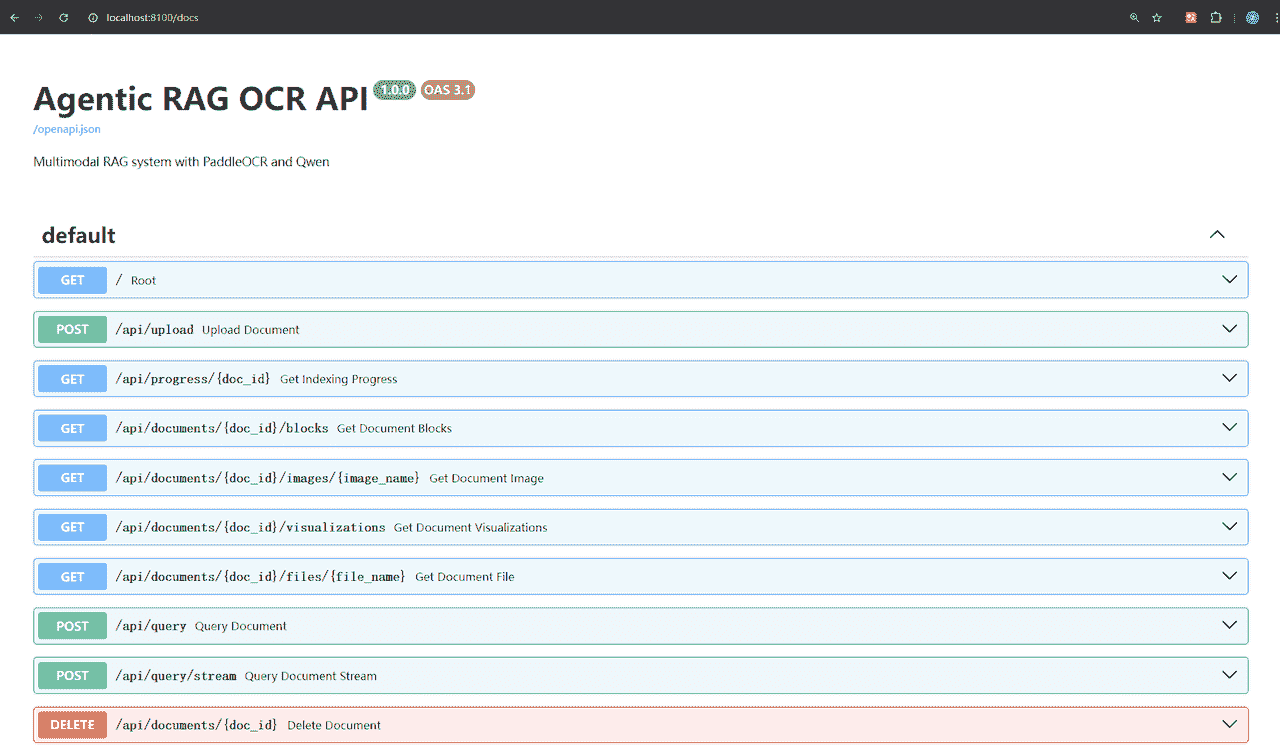 localhost:8100/docs
Agentic RAG OCR API 1.0.0 OAS 3.1
/openapi.json
Multimodal RAG system with PaddleOCR and Qwen
default
GET / Root
POST /api/upload Upload Document
GET /api/progress/{doc_id} Get Indexing Progress
GET /api/documents/{doc_id}/blocks Get Document Blocks
GET /api/documents/{doc_id}/images/{image_name} Get Document Image
GET /api/documents/{doc_id}/visualizations Get Document Visualizations
GET /api/documents/{doc_id}/files/{file_name} Get Document File
POST /api/query Query Document
POST /api/query/stream Query Document Stream
DELETE /api/documents/{doc_id} Delete Document